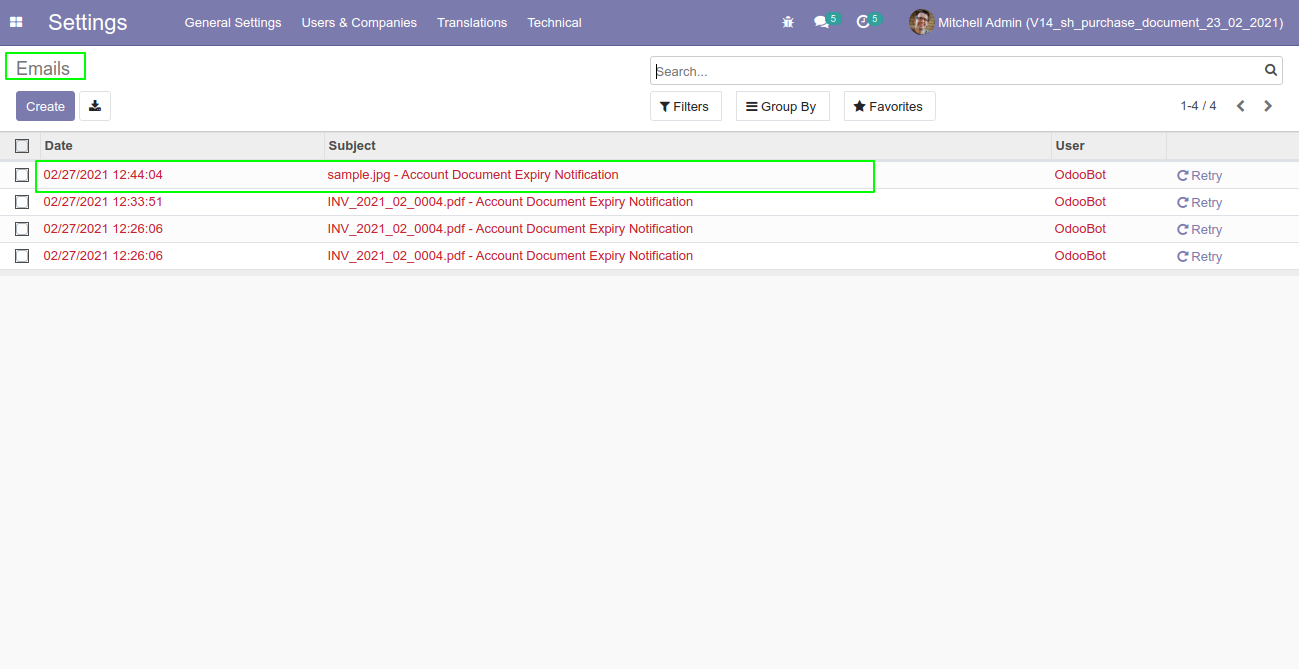 Settings General Settings Users & Companies Translations Technical 5 5 Mitchell Admin (V14_sh_purchase_document_23_02_2021)
Emails Search...
Create Filters Group By Favorites 1-4 / 4
Date Subject User
02/27/2021 12:44:04 sample.jpg - Account Document Expiry Notification OdooBot Retry
02/27/2021 12:33:51 INV_2021_02_0004.pdf - Account Document Expiry Notification OdooBot Retry
02/27/2021 12:26:06 INV_2021_02_0004.pdf - Account Document Expiry Notification OdooBot Retry
02/27/2021 12:26:06 INV_2021_02_0004.pdf - Account Document Expiry Notification OdooBot Retry